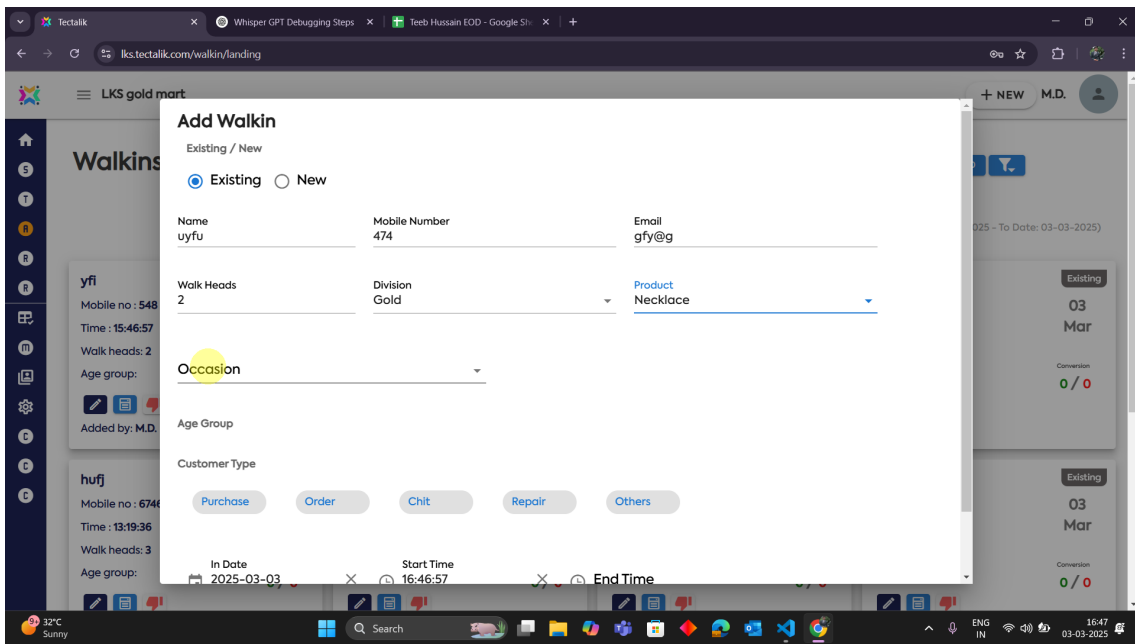 Tectalik
Whisper GPT Debugging Steps
Teeb Hussain EOD - Google She
lks.tectalik.com/walkin/landing
LKS gold mart
+ NEW M.D.
Walkins
2025 - To Date: 03-03-2025)
Add Walkin
Existing / New
Existing New
Name Mobile Number Email
uyfu 474 gfy@g
Walk Heads Division Product
2 Gold Necklace
Occasion
Age Group
Customer Type
Purchase Order Chit Repair Others
In Date Start Time
2025-03-03 16:46:57 End Time
S
T
R
R
R
m
C
C
C
yfi
Mobile no : 548
Time : 15:46:57
Walk heads: 2
Age group:
Added by: M.D.
Existing
03
Mar
Conversion
0 / 0
hufj
Mobile no : 6746
Time : 13:19:36
Walk heads: 3
Age group:
Existing
03
Mar
Conversion
0 / 0
9+
32°C
Sunny
Search
ENG
IN
16:47
03-03-2025